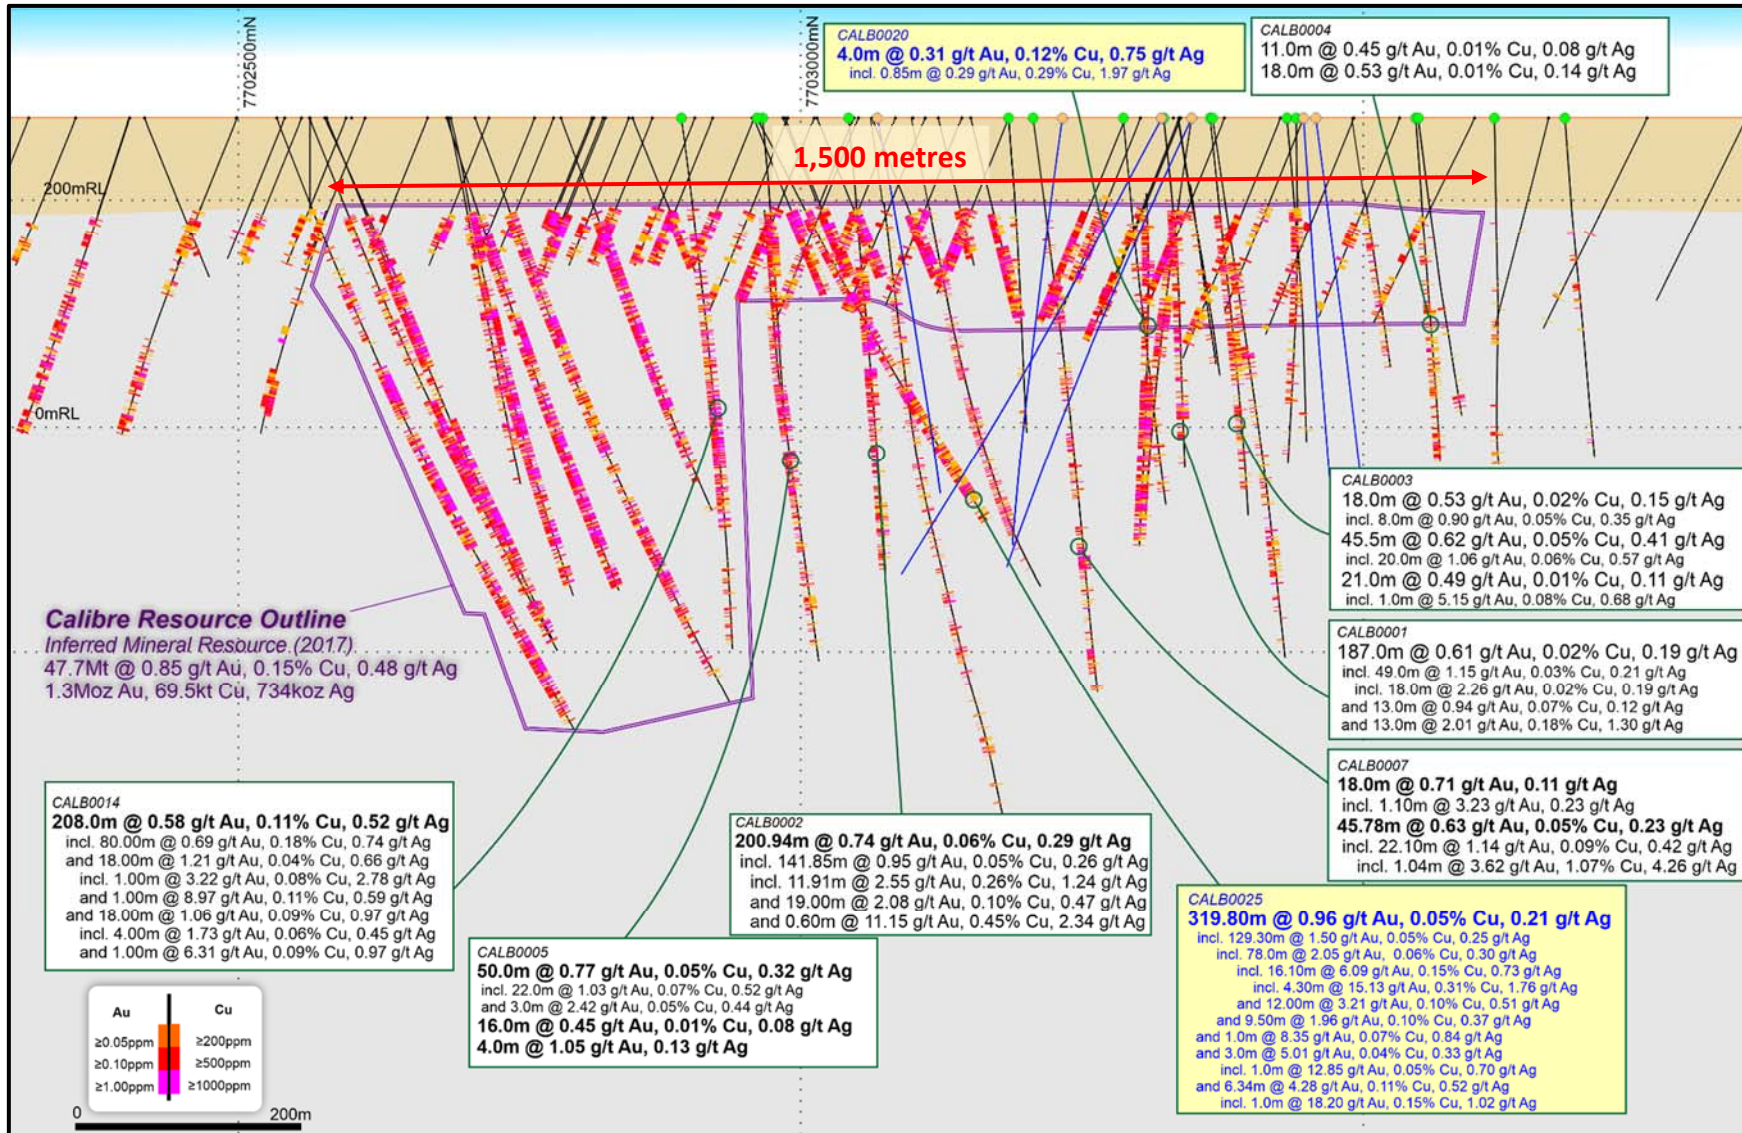 7702500mN
7703000mN
CALB0020
4.0m @ 0.31 g/t Au, 0.12% Cu, 0.75 g/t Ag
incl. 0.85m @ 0.29 g/t Au, 0.29% Cu, 1.97 g/t Ag
CALB0004
11.0m @ 0.45 g/t Au, 0.01% Cu, 0.08 g/t Ag
18.0m @ 0.53 g/t Au, 0.01% Cu, 0.14 g/t Ag
1,500 metres
200mRL
0mRL
CALB0003
18.0m @ 0.53 g/t Au, 0.02% Cu, 0.15 g/t Ag
incl. 8.0m @ 0.90 g/t Au, 0.05% Cu, 0.35 g/t Ag
45.5m @ 0.62 g/t Au, 0.05% Cu, 0.41 g/t Ag
incl. 20.0m @ 1.06 g/t Au, 0.06% Cu, 0.57 g/t Ag
21.0m @ 0.49 g/t Au, 0.01% Cu, 0.11 g/t Ag
incl. 1.0m @ 5.15 g/t Au, 0.08% Cu, 0.68 g/t Ag
Calibre Resource Outline
Inferred Mineral Resource (2017)
47.7Mt @ 0.85 g/t Au, 0.15% Cu, 0.48 g/t Ag
1.3Moz Au, 69.5kt Cu, 734koz Ag
CALB0001
187.0m @ 0.61 g/t Au, 0.02% Cu, 0.19 g/t Ag
incl. 49.0m @ 1.15 g/t Au, 0.03% Cu, 0.21 g/t Ag
incl. 18.0m @ 2.26 g/t Au, 0.02% Cu, 0.19 g/t Ag
and 13.0m @ 0.94 g/t Au, 0.07% Cu, 0.12 g/t Ag
and 13.0m @ 2.01 g/t Au, 0.18% Cu, 1.30 g/t Ag
CALB0007
18.0m @ 0.71 g/t Au, 0.11 g/t Ag
incl. 1.10m @ 3.23 g/t Au, 0.23 g/t Ag
45.78m @ 0.63 g/t Au, 0.05% Cu, 0.23 g/t Ag
incl. 22.10m @ 1.14 g/t Au, 0.09% Cu, 0.42 g/t Ag
incl. 1.04m @ 3.62 g/t Au, 1.07% Cu, 4.26 g/t Ag
CALB0014
208.0m @ 0.58 g/t Au, 0.11% Cu, 0.52 g/t Ag
incl. 80.00m @ 0.69 g/t Au, 0.18% Cu, 0.74 g/t Ag
and 18.00m @ 1.21 g/t Au, 0.04% Cu, 0.66 g/t Ag
incl. 1.00m @ 3.22 g/t Au, 0.08% Cu, 2.78 g/t Ag
and 1.00m @ 8.97 g/t Au, 0.11% Cu, 0.59 g/t Ag
and 18.00m @ 1.06 g/t Au, 0.09% Cu, 0.97 g/t Ag
incl. 4.00m @ 1.73 g/t Au, 0.06% Cu, 0.45 g/t Ag
and 1.00m @ 6.31 g/t Au, 0.09% Cu, 0.97 g/t Ag
CALB0002
200.94m @ 0.74 g/t Au, 0.06% Cu, 0.29 g/t Ag
incl. 141.85m @ 0.95 g/t Au, 0.05% Cu, 0.26 g/t Ag
incl. 11.91m @ 2.55 g/t Au, 0.26% Cu, 1.24 g/t Ag
and 19.00m @ 2.08 g/t Au, 0.10% Cu, 0.47 g/t Ag
and 0.60m @ 11.15 g/t Au, 0.45% Cu, 2.34 g/t Ag
CALB0005
50.0m @ 0.77 g/t Au, 0.05% Cu, 0.32 g/t Ag
incl. 22.0m @ 1.03 g/t Au, 0.07% Cu, 0.52 g/t Ag
and 3.0m @ 2.42 g/t Au, 0.05% Cu, 0.44 g/t Ag
16.0m @ 0.45 g/t Au, 0.01% Cu, 0.08 g/t Ag
4.0m @ 1.05 g/t Au, 0.13 g/t Ag
CALB0025
319.80m @ 0.96 g/t Au, 0.05% Cu, 0.21 g/t Ag
incl. 129.30m @ 1.50 g/t Au, 0.05% Cu, 0.25 g/t Ag
incl. 78.0m @ 2.05 g/t Au, 0.06% Cu, 0.30 g/t Ag
incl. 16.10m @ 6.09 g/t Au, 0.15% Cu, 0.73 g/t Ag
incl. 4.30m @ 15.13 g/t Au, 0.31% Cu, 1.76 g/t Ag
and 12.00m @ 3.21 g/t Au, 0.10% Cu, 0.51 g/t Ag
and 9.50m @ 1.96 g/t Au, 0.10% Cu, 0.37 g/t Ag
and 1.0m @ 8.35 g/t Au, 0.07% Cu, 0.84 g/t Ag
and 3.0m @ 5.01 g/t Au, 0.04% Cu, 0.33 g/t Ag
incl. 1.0m @ 12.85 g/t Au, 0.05% Cu, 0.70 g/t Ag
and 6.34m @ 4.28 g/t Au, 0.11% Cu, 0.52 g/t Ag
incl. 1.0m @ 18.20 g/t Au, 0.15% Cu, 1.02 g/t Ag
Au Cu
≥0.05ppm ≥200ppm
≥0.10ppm ≥500ppm
≥1.00ppm ≥1000ppm
0 200m